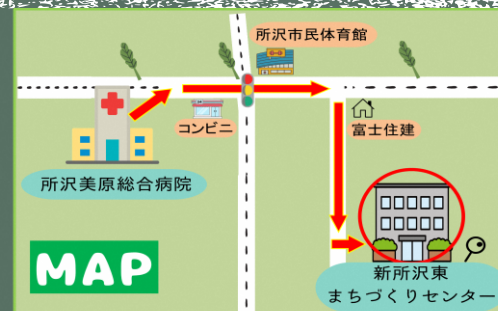 所沢市民体育館
コンビニ
富士住建
所沢美原総合病院
MAP
新所沢東
まちづくりセンター